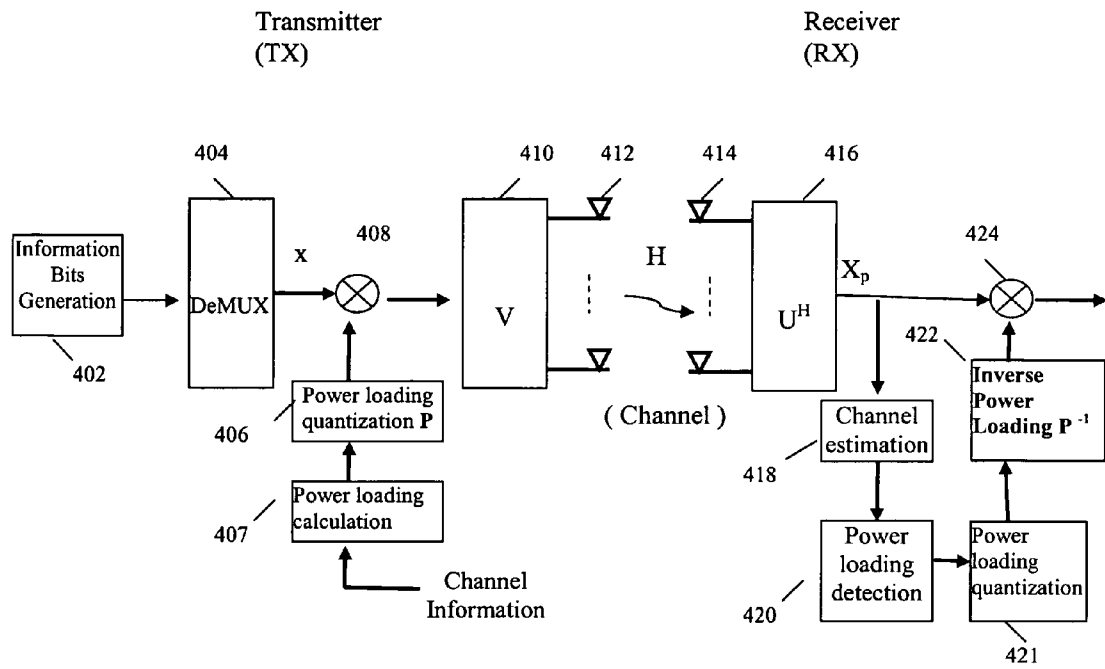 Transmitter
(TX)
Receiver
(RX)
404
410
412
414
416
Information
Bits
Generation
402
DeMUX
x
408
V
H
U^H
X_p
424
422
Power loading
quantization P
406
( Channel )
Channel
estimation
418
Inverse
Power
Loading P^-1
Power loading
calculation
407
Channel
Information
Power
loading
detection
420
Power
loading
quantization
421